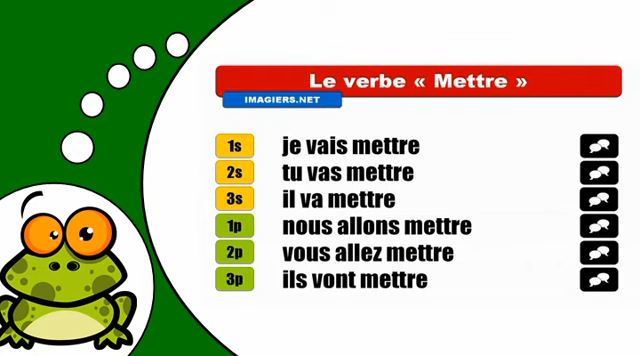 Le verbe « Mettre »
IMAGIERS.NET
1s je vais mettre
2s tu vas mettre
3s il va mettre
1p nous allons mettre
2p vous allez mettre
3p ils vont mettre